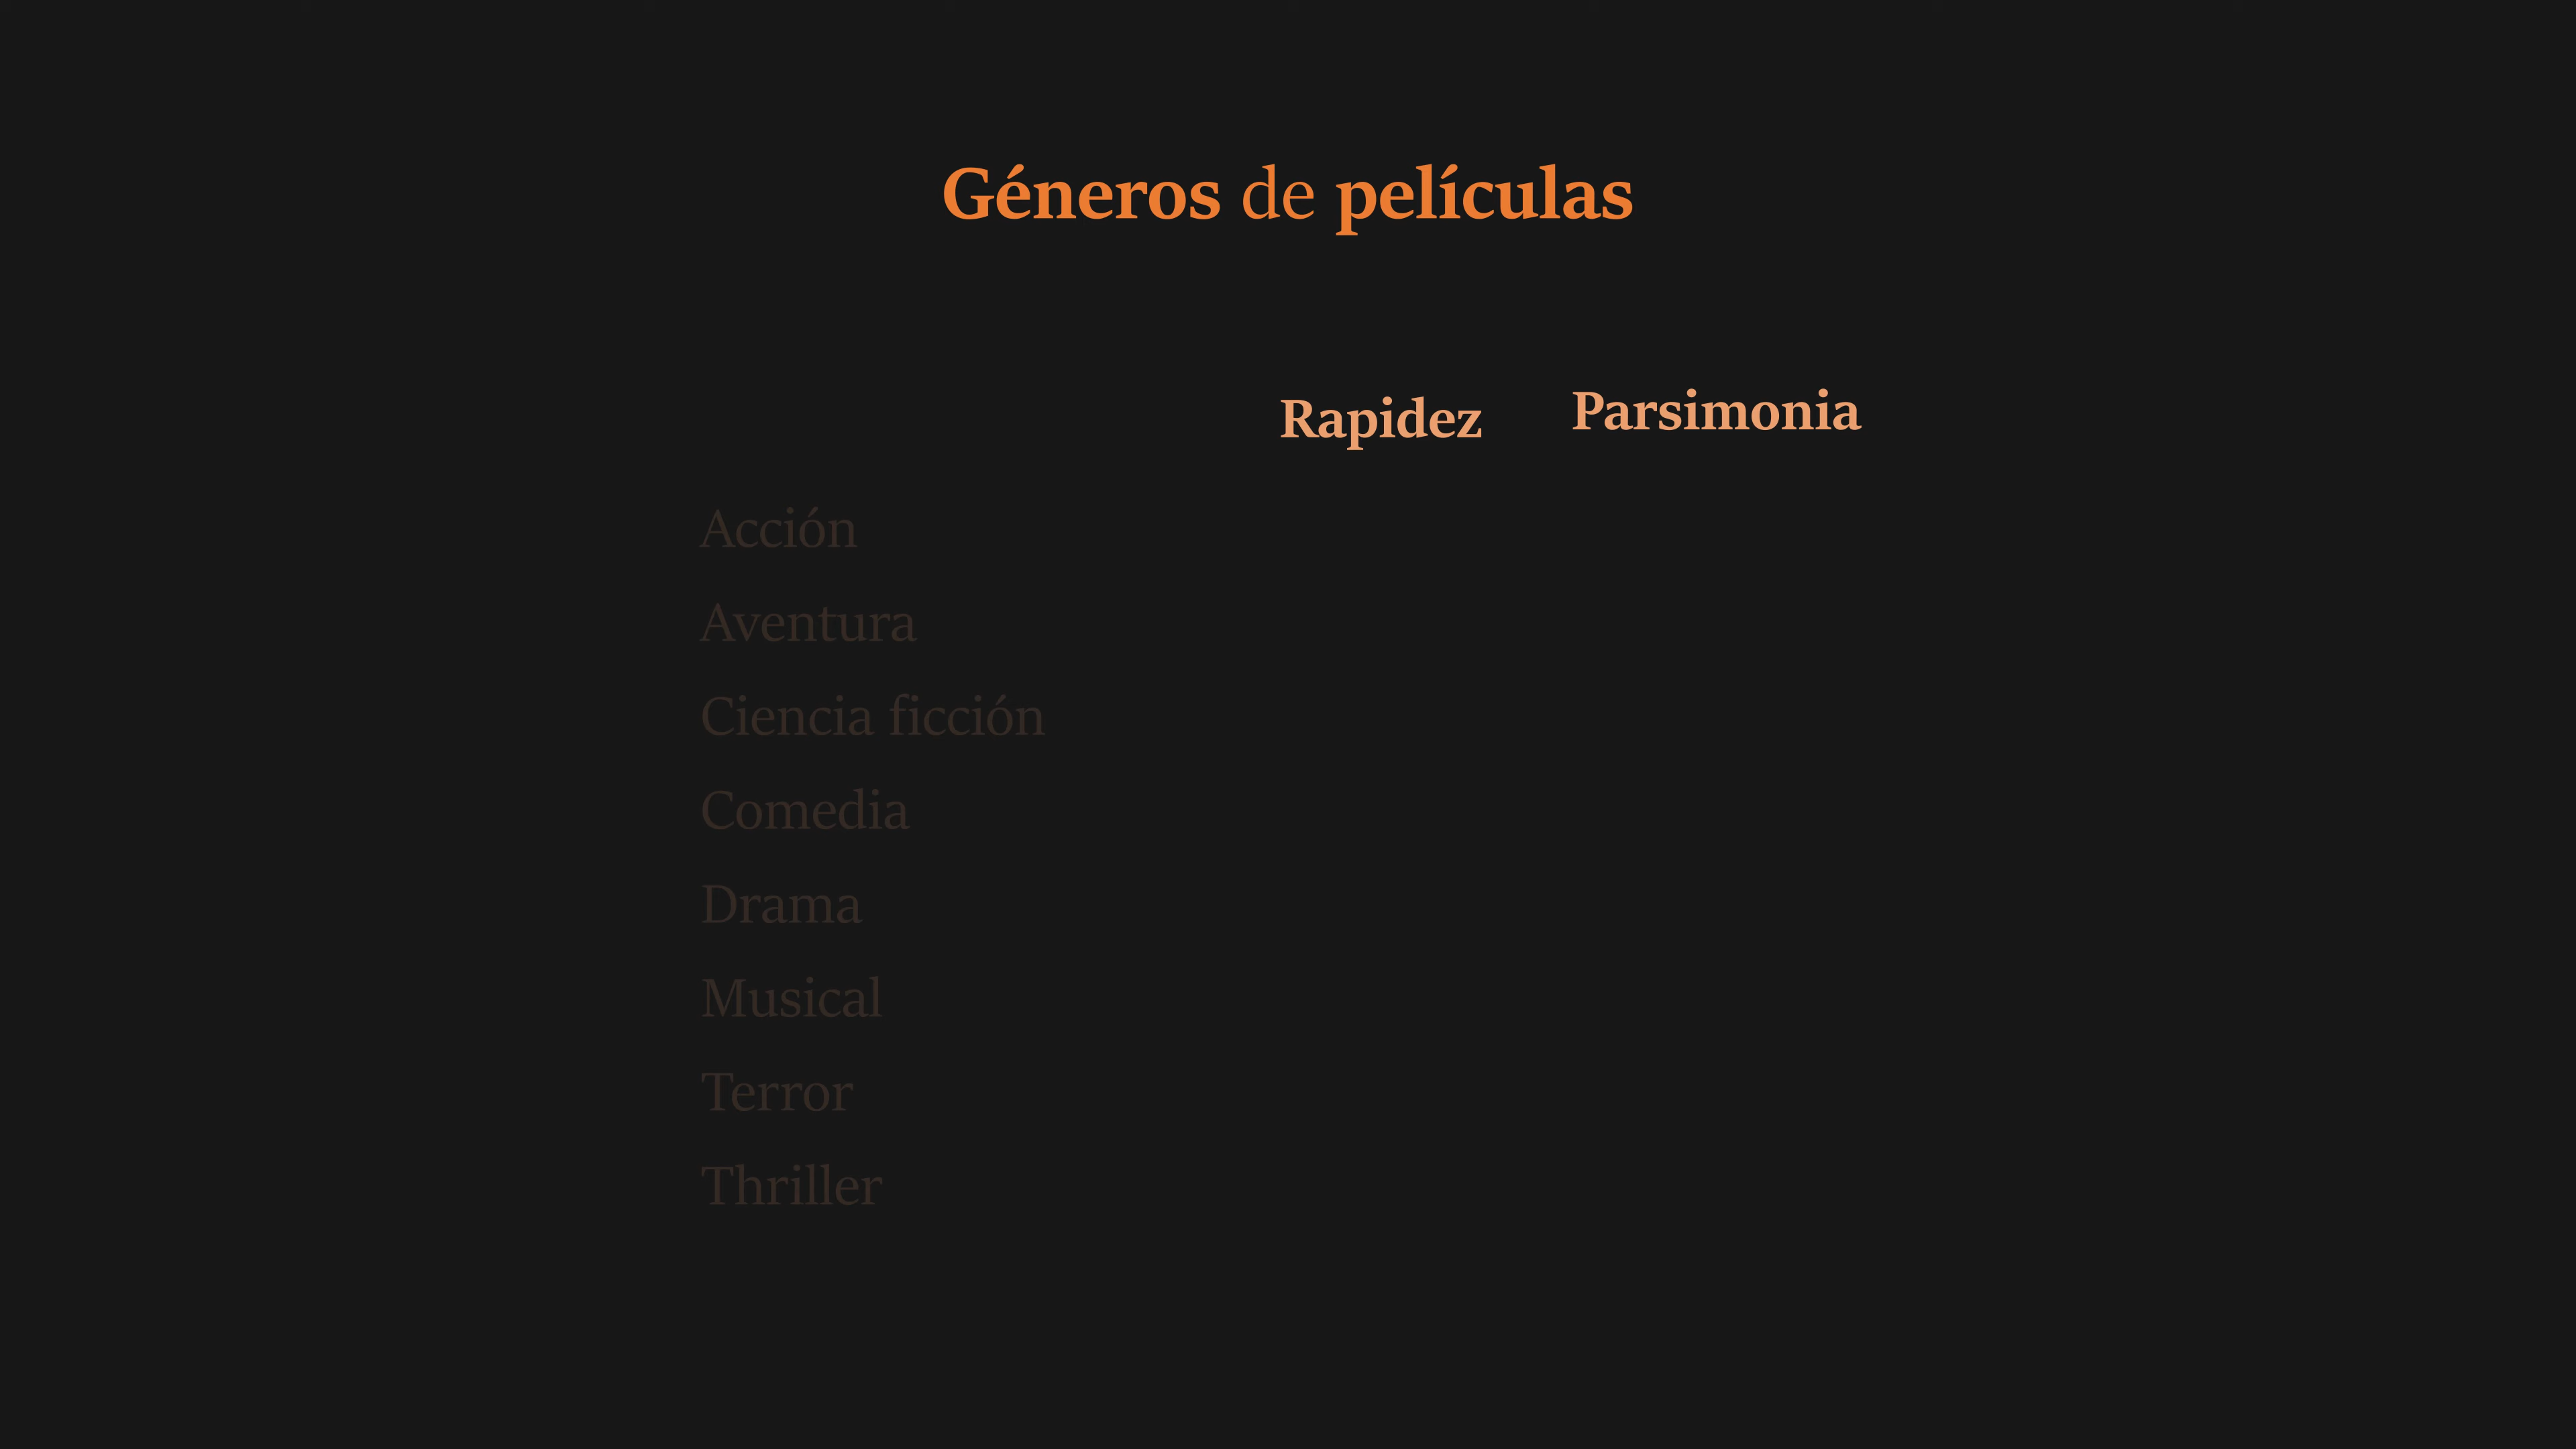 Géneros de películas
Rapidez Parsimonia
Acción
Aventura
Ciencia ficción
Comedia
Drama
Musical
Terror
Thriller